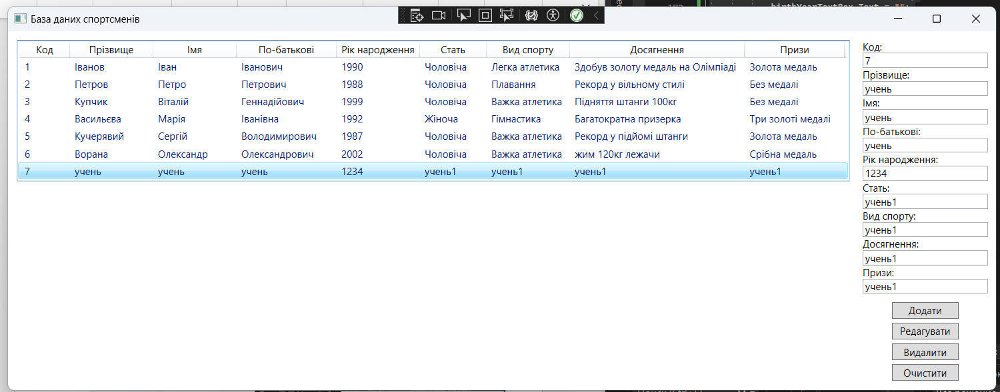 birthYearTextBox.Text = "";
База даних спортсменів
Код Прізвище Імя По-батькові Рік народження Стать Вид спорту Досягнення Призи
1 Іванов Іван Іванович 1990 Чоловіча Легка атлетика Здобув золоту медаль на Олімпіаді Золота медаль
2 Петров Петро Петрович 1988 Чоловіча Плавання Рекорд у вільному стилі Без медалі
3 Купчик Віталій Геннадійович 1999 Чоловіча Важка атлетика Підняття штанги 100кг Без медалі
4 Васильєва Марія Іванівна 1992 Жіноча Гімнастика Багатократна призерка Три золоті медалі
5 Кучерявий Сергій Володимирович 1987 Чоловіча Важка атлетика Рекорд у підйомі штанги Золота медаль
6 Ворана Олександр Олександрович 2002 Чоловіча Важка атлетика жим 120кг лежачи Срібна медаль
7 учень учень учень 1234 учень1 учень1 учень1 учень1
Код:
7
Прізвище:
учень
Імя:
учень
По-батькові:
учень
Рік народження:
1234
Стать:
учень1
Вид спорту:
учень1
Досягнення:
учень1
Призи:
учень1
Додати
Редагувати
Видалити
Очистити